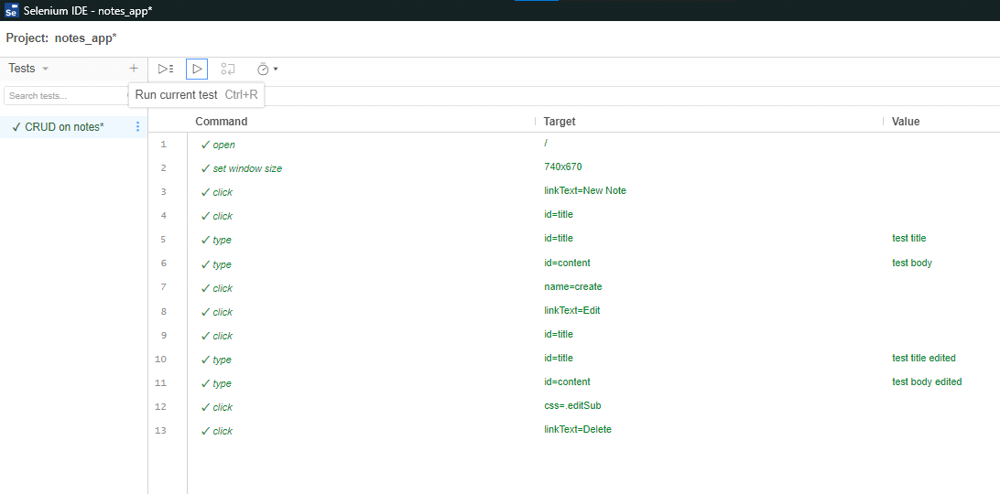 Se Selenium IDE - notes_app*
Project: notes_app*
Tests
Run current test Ctrl+R
Search tests...
✓ CRUD on notes*
Command Target Value
1 ✓ open /
2 ✓ set window size 740x670
3 ✓ click linkText=New Note
4 ✓ click id=title
5 ✓ type id=title test title
6 ✓ type id=content test body
7 ✓ click name=create
8 ✓ click linkText=Edit
9 ✓ click id=title
10 ✓ type id=title test title edited
11 ✓ type id=content test body edited
12 ✓ click css=.editSub
13 ✓ click linkText=Delete